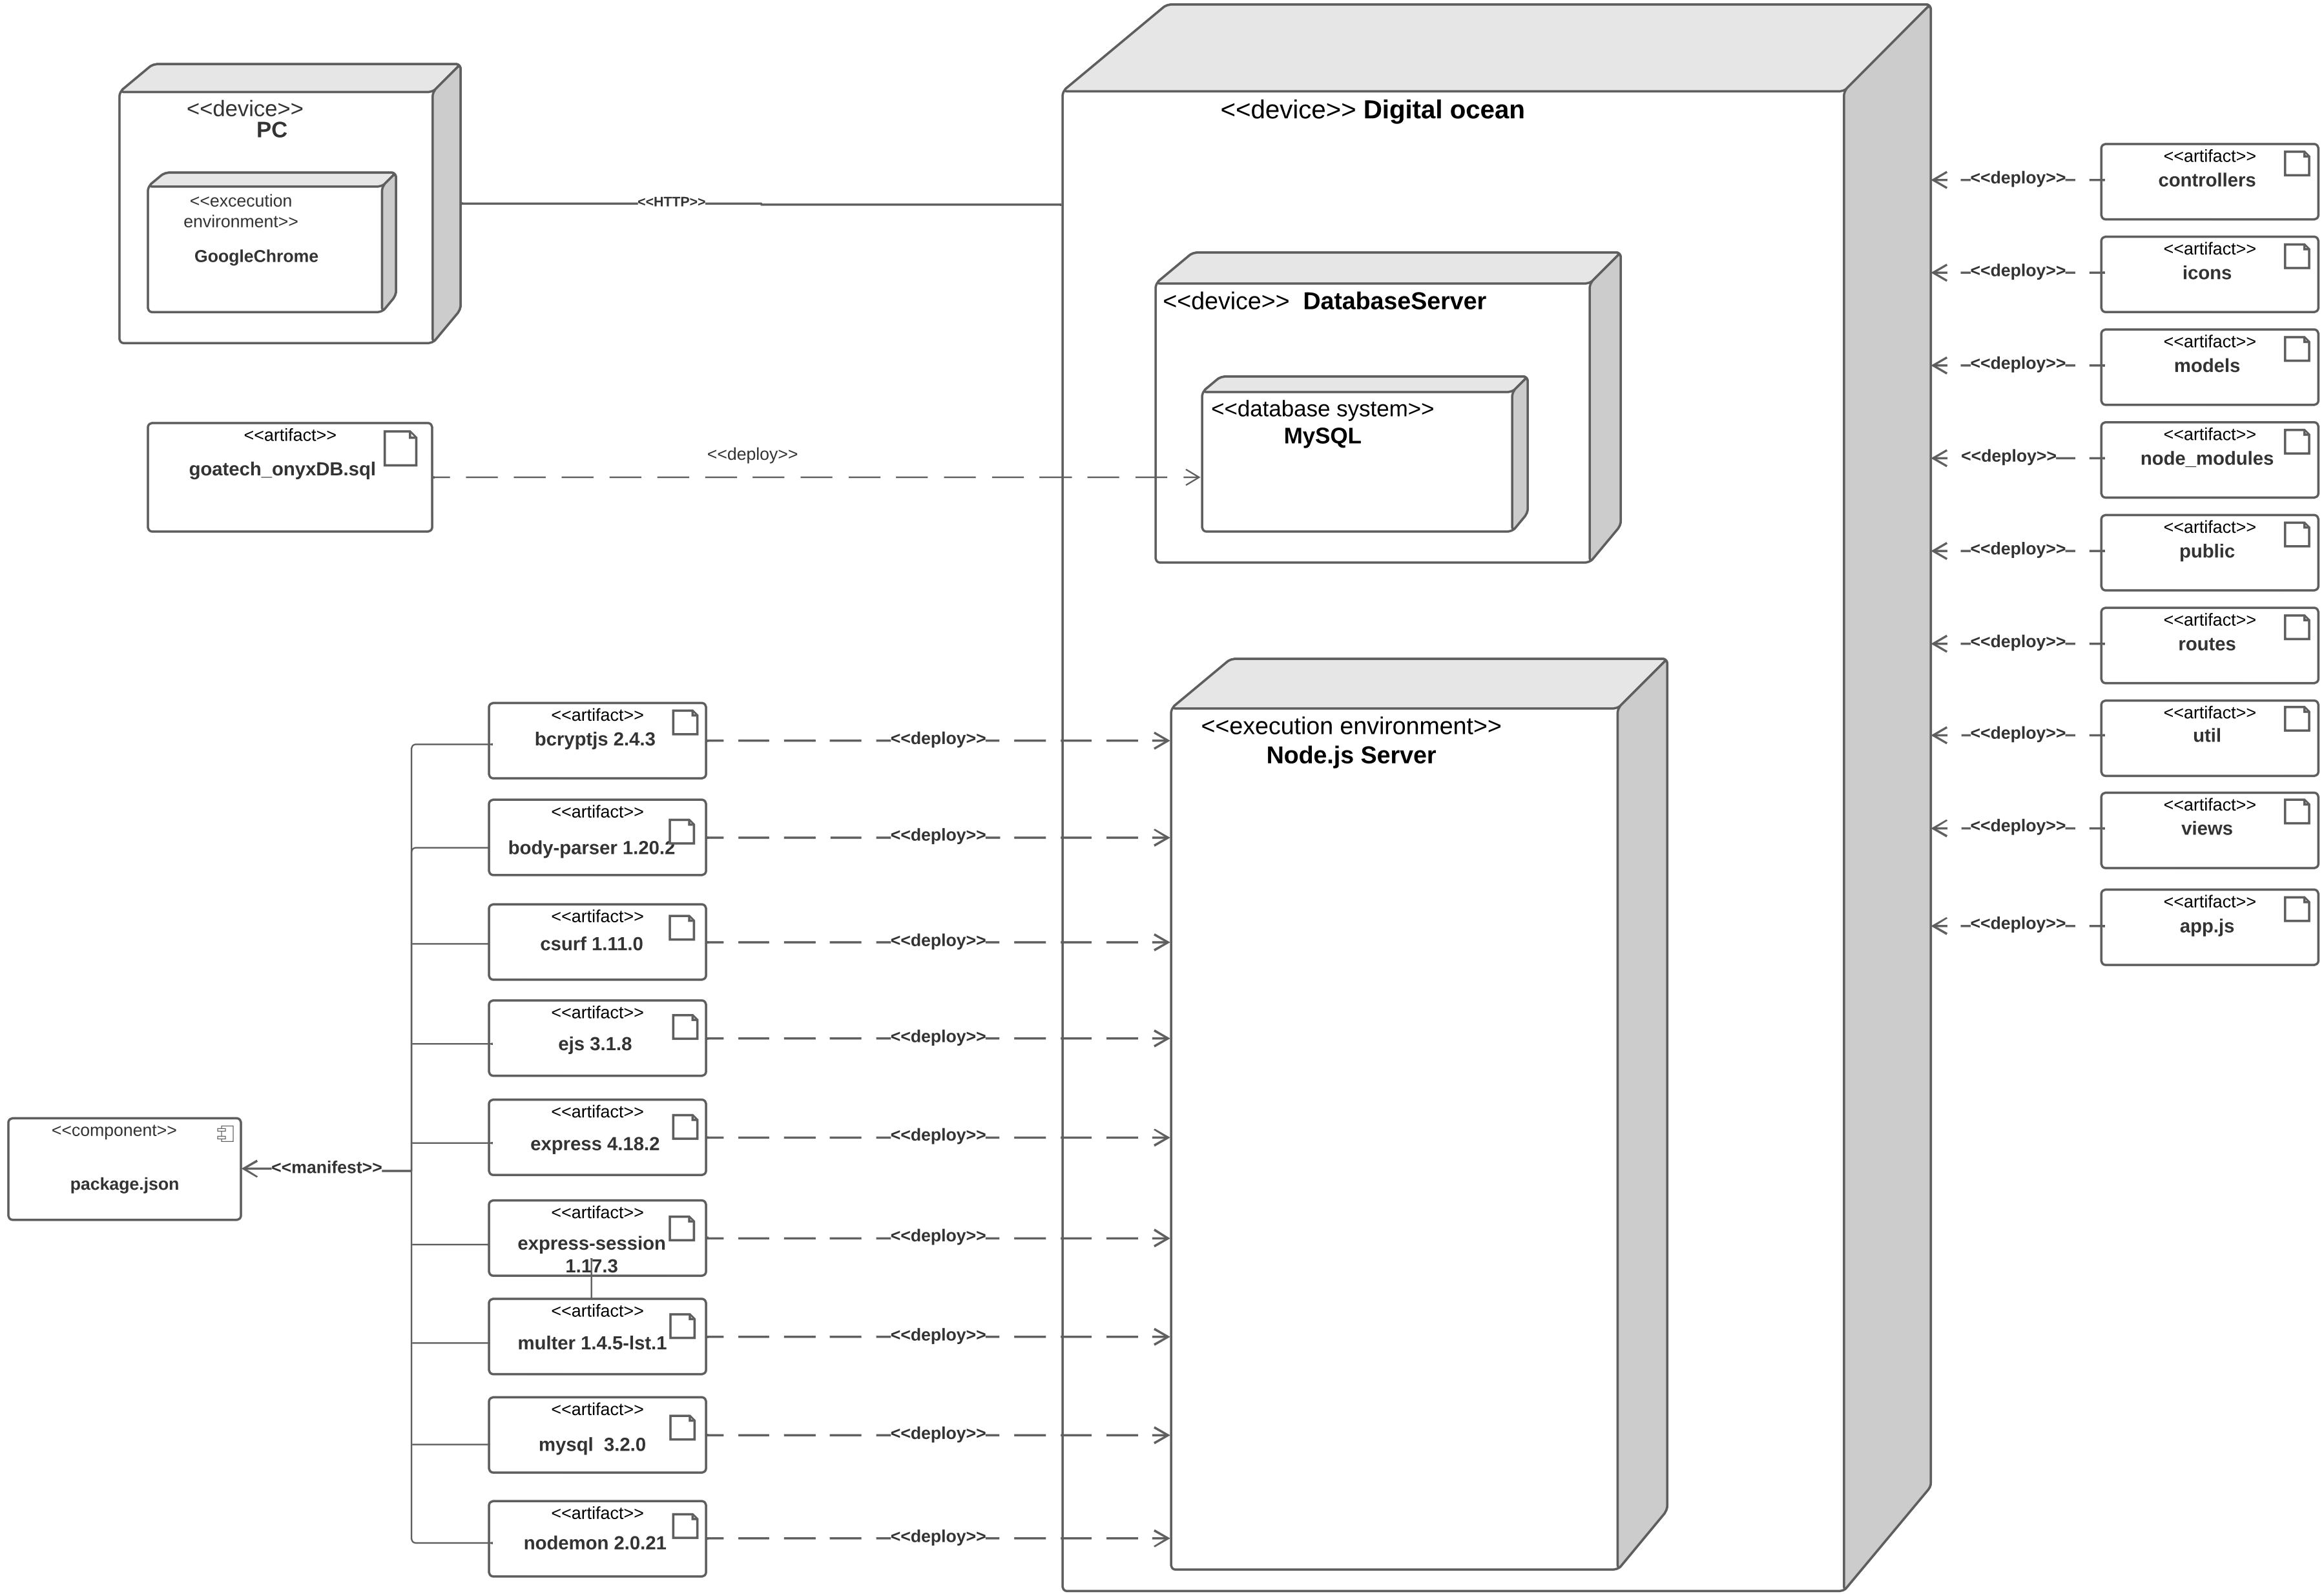 <<device>>
PC
<<excecution
environment>>
GoogleChrome
<<HTTP>>
<<device>> Digital ocean
<<device>>  DatabaseServer
<<database system>>
MySQL
<<artifact>>
goatech_onyxDB.sql
<<deploy>>
<<execution environment>>
Node.js Server
<<artifact>>
bcryptjs 2.4.3
<<deploy>>
<<artifact>>
body-parser 1.20.2
<<deploy>>
<<artifact>>
csurf 1.11.0
<<deploy>>
<<artifact>>
ejs 3.1.8
<<deploy>>
<<artifact>>
express 4.18.2
<<deploy>>
<<component>>
package.json
<<manifest>>
<<artifact>>
express-session
1.17.3
<<deploy>>
<<artifact>>
multer 1.4.5-lst.1
<<deploy>>
<<artifact>>
mysql  3.2.0
<<deploy>>
<<artifact>>
nodemon 2.0.21
<<deploy>>
<<deploy>>
<<artifact>>
controllers
<<deploy>>
<<artifact>>
icons
<<deploy>>
<<artifact>>
models
<<deploy>>
<<artifact>>
node_modules
<<deploy>>
<<artifact>>
public
<<deploy>>
<<artifact>>
routes
<<deploy>>
<<artifact>>
util
<<deploy>>
<<artifact>>
views
<<deploy>>
<<artifact>>
app.js